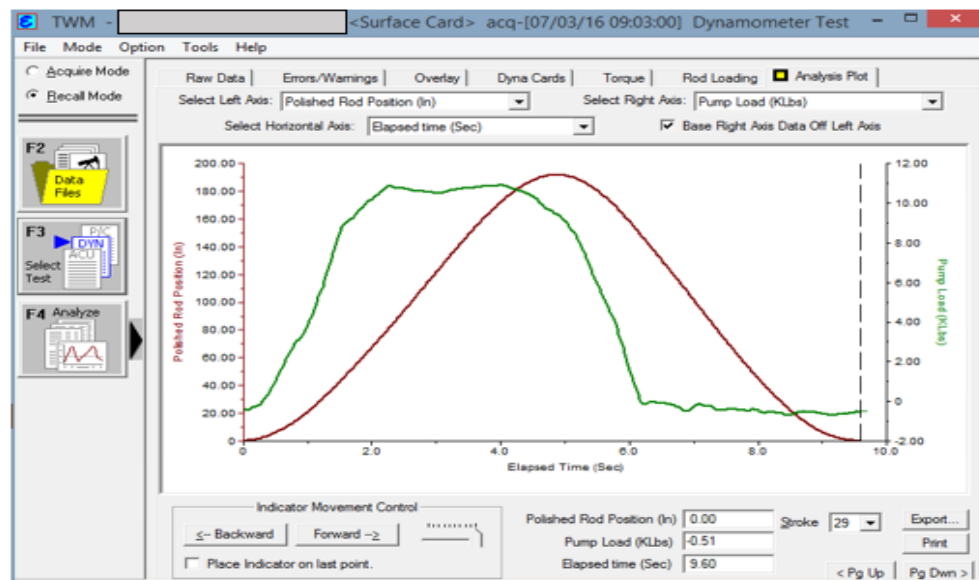 TWM - <Surface Card> acq-[07/03/16 09:03:00] Dynamometer Test
File Mode Option Tools Help
Acquire Mode
Recall Mode
F2
Data
Files
F3
P/C
DYN
ACU
Select
Test
F4 Analyze
Raw Data Errors/Warnings Overlay Dyna Cards Torque Rod Loading Analysis Plot
Select Left Axis: Polished Rod Position (In) Select Right Axis: Pump Load (KLbs)
Select Horizontal Axis: Elapsed time (Sec) Base Right Axis Data Off Left Axis
200.00
180.00
160.00
140.00
120.00
100.00
80.00
60.00
40.00
20.00
0
Polished Rod Position (In)
12.00
10.00
8.00
6.00
4.00
2.00
0
-2.00
Pump Load (KLbs)
0 2.0 4.0 6.0 8.0 10.0
Elapsed Time (Sec)
Indicator Movement Control
<-- Backward Forward -->
Place Indicator on last point.
Polished Rod Position (In) 0.00
Pump Load (KLbs) -0.51
Elapsed time (Sec) 9.60
Stroke 29
Export...
Print
< Pg Up Pg Dwn >